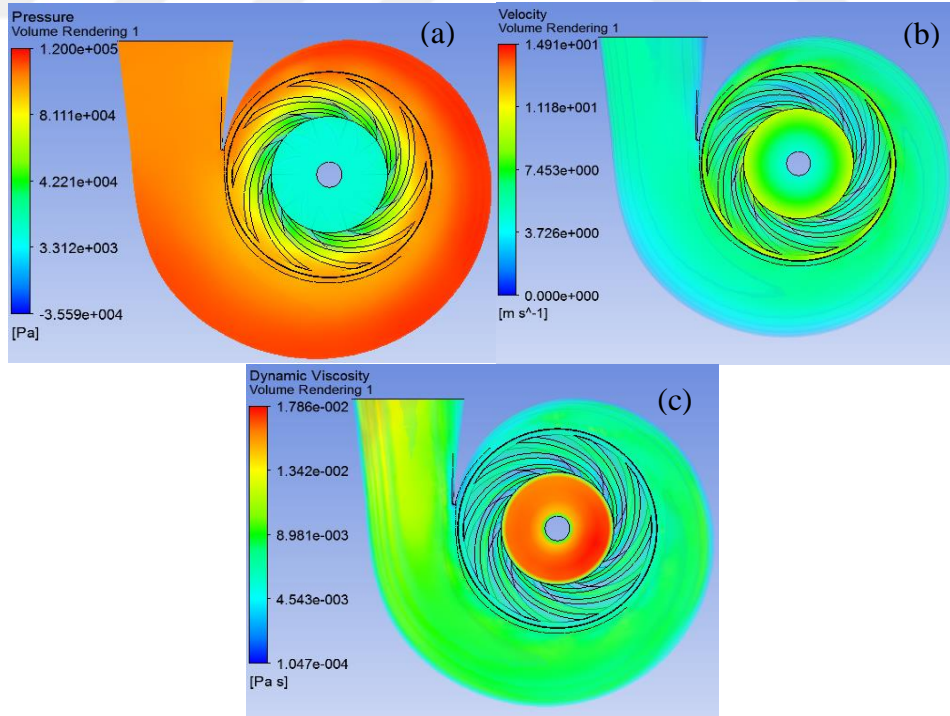 Pressure
Volume Rendering 1
(a)
1.200e+005
8.111e+004
4.221e+004
3.312e+003
-3.559e+004
[Pa]
Velocity
Volume Rendering 1
(b)
1.491e+001
1.118e+001
7.453e+000
3.726e+000
0.000e+000
[m s^-1]
Dynamic Viscosity
Volume Rendering 1
(c)
1.786e-002
1.342e-002
8.981e-003
4.543e-003
1.047e-004
[Pa s]